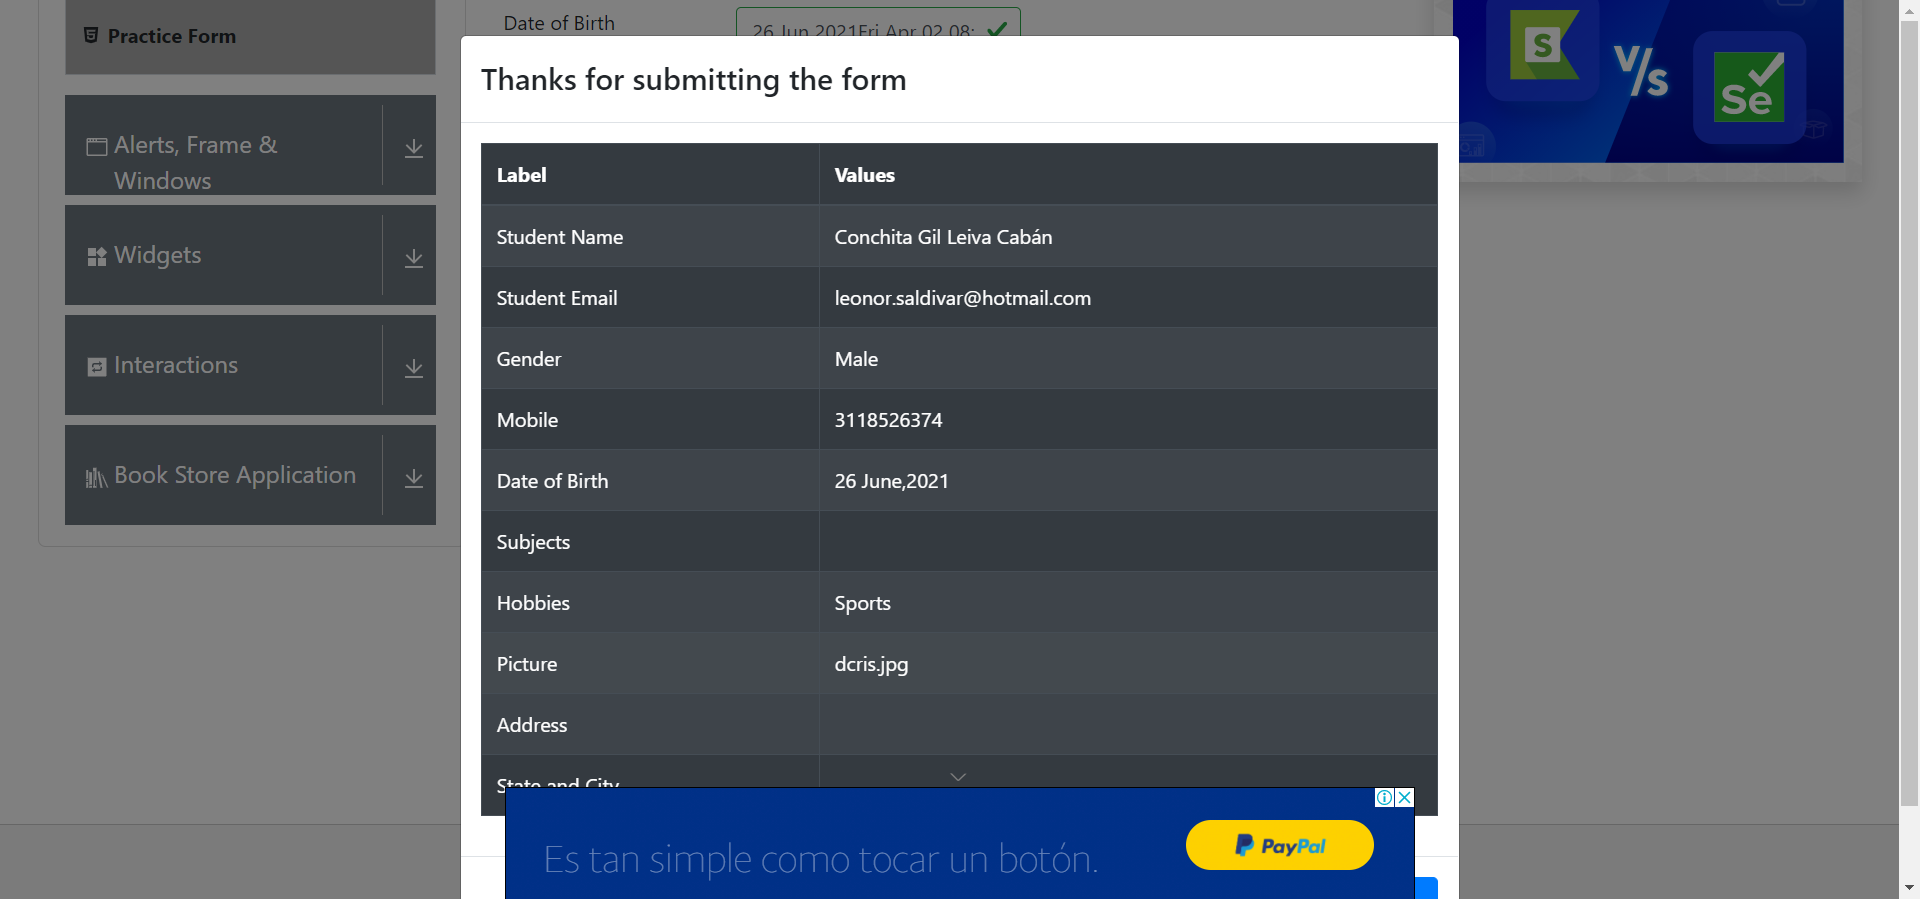 Practice Form
Date of Birth
26 Jun 2021Fri Apr 02 08:
Thanks for submitting the form
Alerts, Frame &
Windows
Widgets
Interactions
Book Store Application
Label Values
Student Name Conchita Gil Leiva Cabán
Student Email leonor.saldivar@hotmail.com
Gender Male
Mobile 3118526374
Date of Birth 26 June,2021
Subjects
Hobbies Sports
Picture dcris.jpg
Address
State and City
Es tan simple como tocar un botón.
PayPal
S
V/s
Se